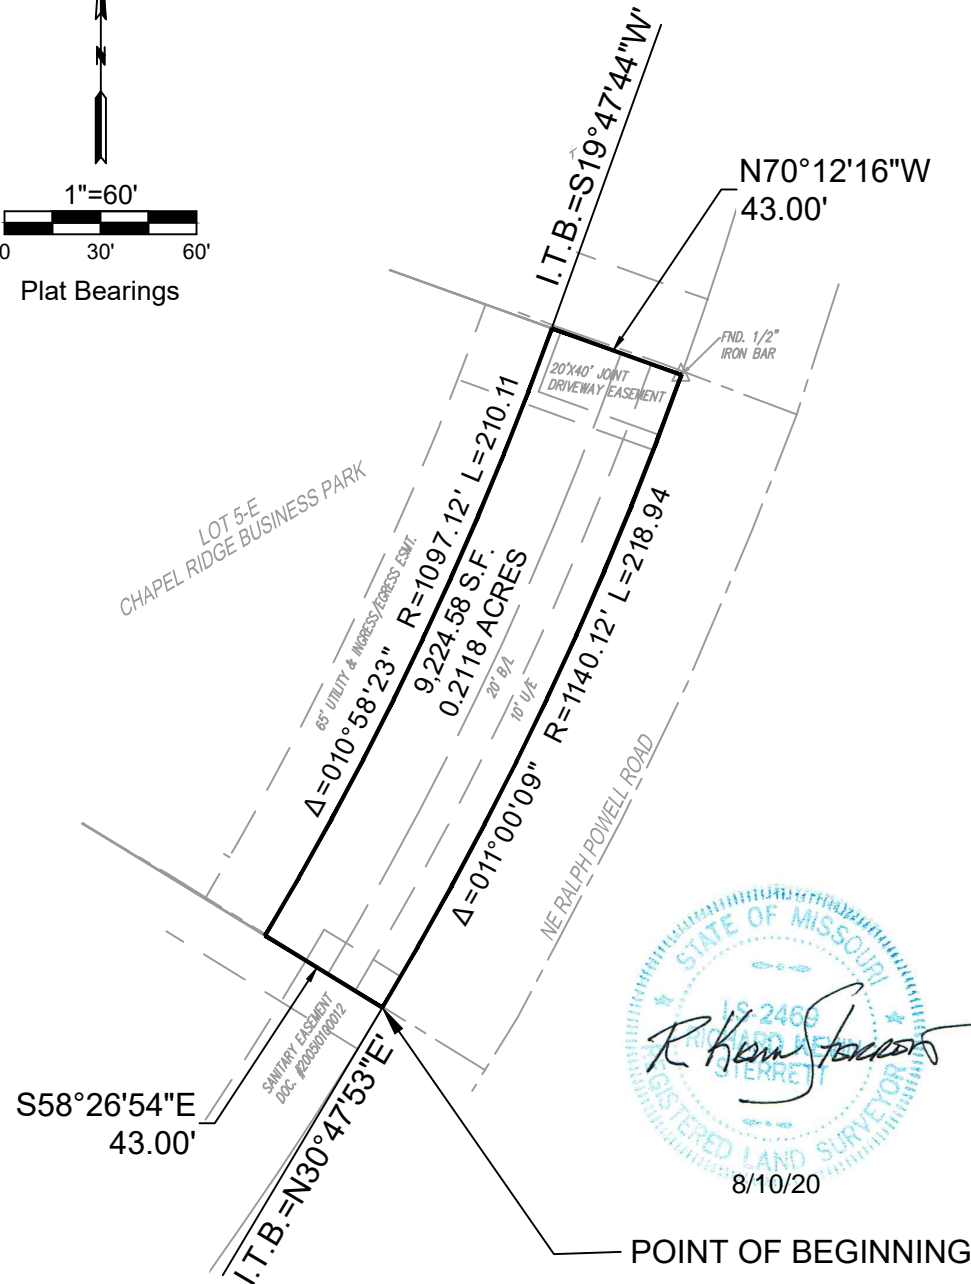 N
1"=60'
0 30' 60'
Plat Bearings
I.T.B.=S19°47'44"W'
N70°12'16"W
43.00'
FND. 1/2"
IRON BAR
20'X40' JOINT
DRIVEWAY EASEMENT
LOT 5-E
CHAPEL RIDGE BUSINESS PARK
65' UTILITY & INGRESS/EGRESS ESMT.
Δ=010°58'23" R=1097.12' L=210.11
9,224.58 S.F.
0.2118 ACRES
20' B/L
10' U/E
Δ=011°00'09" R=1140.12' L=218.94
NE RALPH POWELL ROAD
SANITARY EASEMENT
S58°26'54"E
43.00'
I.T.B.=N30°47'53"E'
STATE OF MISSOURI
LS-2469
RICHARD KEVIN
STERRETT
REGISTERED LAND SURVEYOR
8/10/20
POINT OF BEGINNING